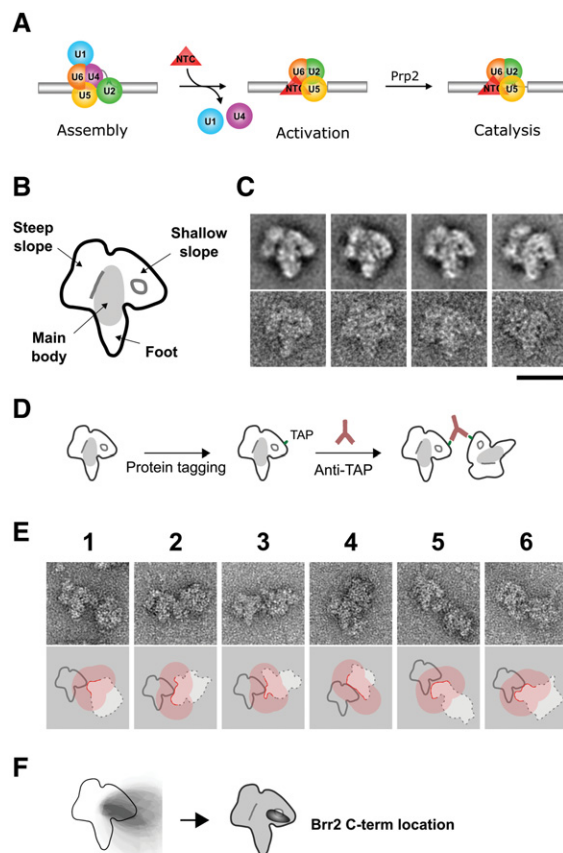 A
U1
U6 U4
U5 U2
Assembly
NTC
U1 U4
U6 U2
NTC U5
Activation
Prp2
U6 U2
NTC U5
Catalysis
B
Steep
slope
Shallow
slope
Main
body
Foot
C
D
Protein tagging
TAP
Anti-TAP
E
1 2 3 4 5 6
F
Brr2 C-term location